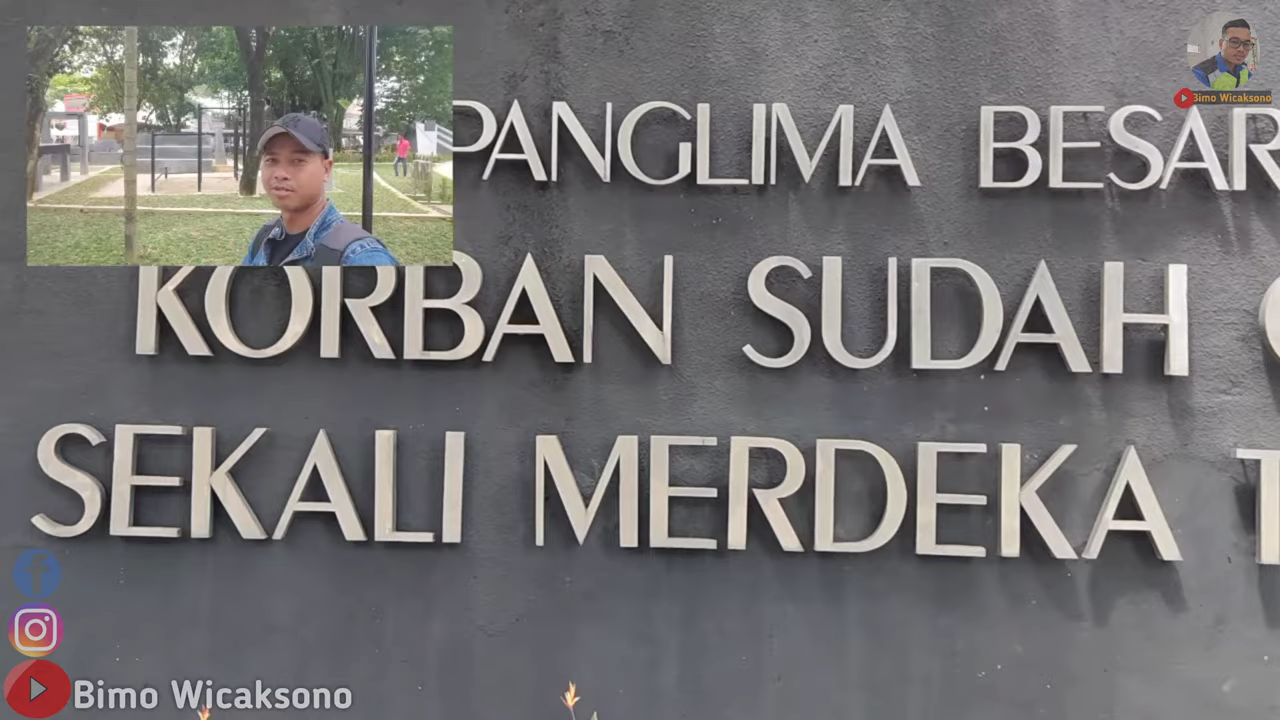 PANGLIMA BESAR
KORBAN SUDAH
SEKALI MERDEKA T
Bimo Wicaksono
Bimo Wicaksono